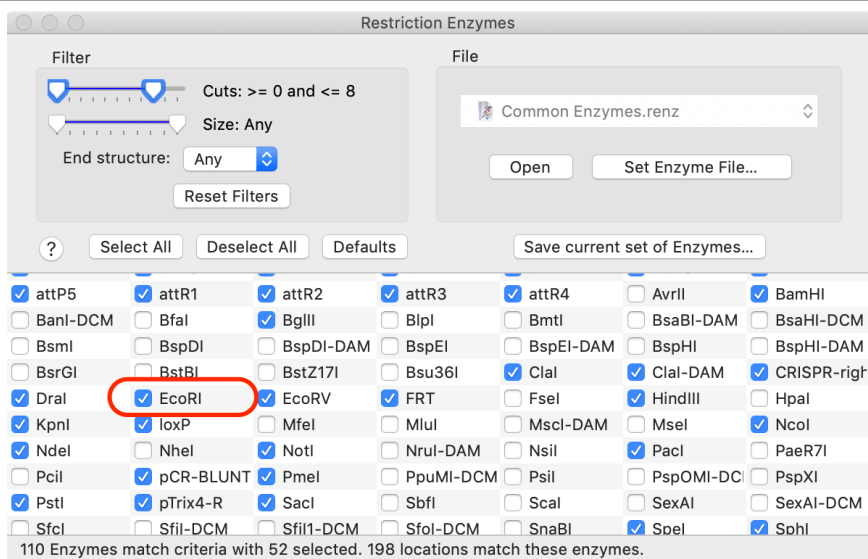 Restriction Enzymes
Filter
File
Cuts: >= 0 and <= 8
Common Enzymes.renz
Size: Any
End structure: Any
Open Set Enzyme File...
Reset Filters
? Select All Deselect All Defaults Save current set of Enzymes...
attP5 attR1 attR2 attR3 attR4 AvrII BamHI
BanI-DCM BfaI BglII BlpI BmtI BsaBI-DAM BsaHI-DCM
BsmI BspDI BspDI-DAM BspEI BspEI-DAM BspHI BspHI-DAM
BsrGI BstBI BstZ17I Bsu36I ClaI ClaI-DAM CRISPR-righ
DraI EcoRI EcoRV FRT FseI HindIII HpaI
KpnI loxP MfeI MluI MscI-DAM MseI NcoI
NdeI NheI NotI NruI-DAM NsiI PacI PaeR7I
PciI pCR-BLUNT PmeI PpuMI-DCM PsiI PspOMI-DCI PspXI
PstI pTrix4-R SacI SbfI ScaI SexAI SexAI-DCM
SfcI SfiI-DCM SfiI1-DCM SfoI-DCM SnaBI SpeI SphI
110 Enzymes match criteria with 52 selected. 198 locations match these enzymes.